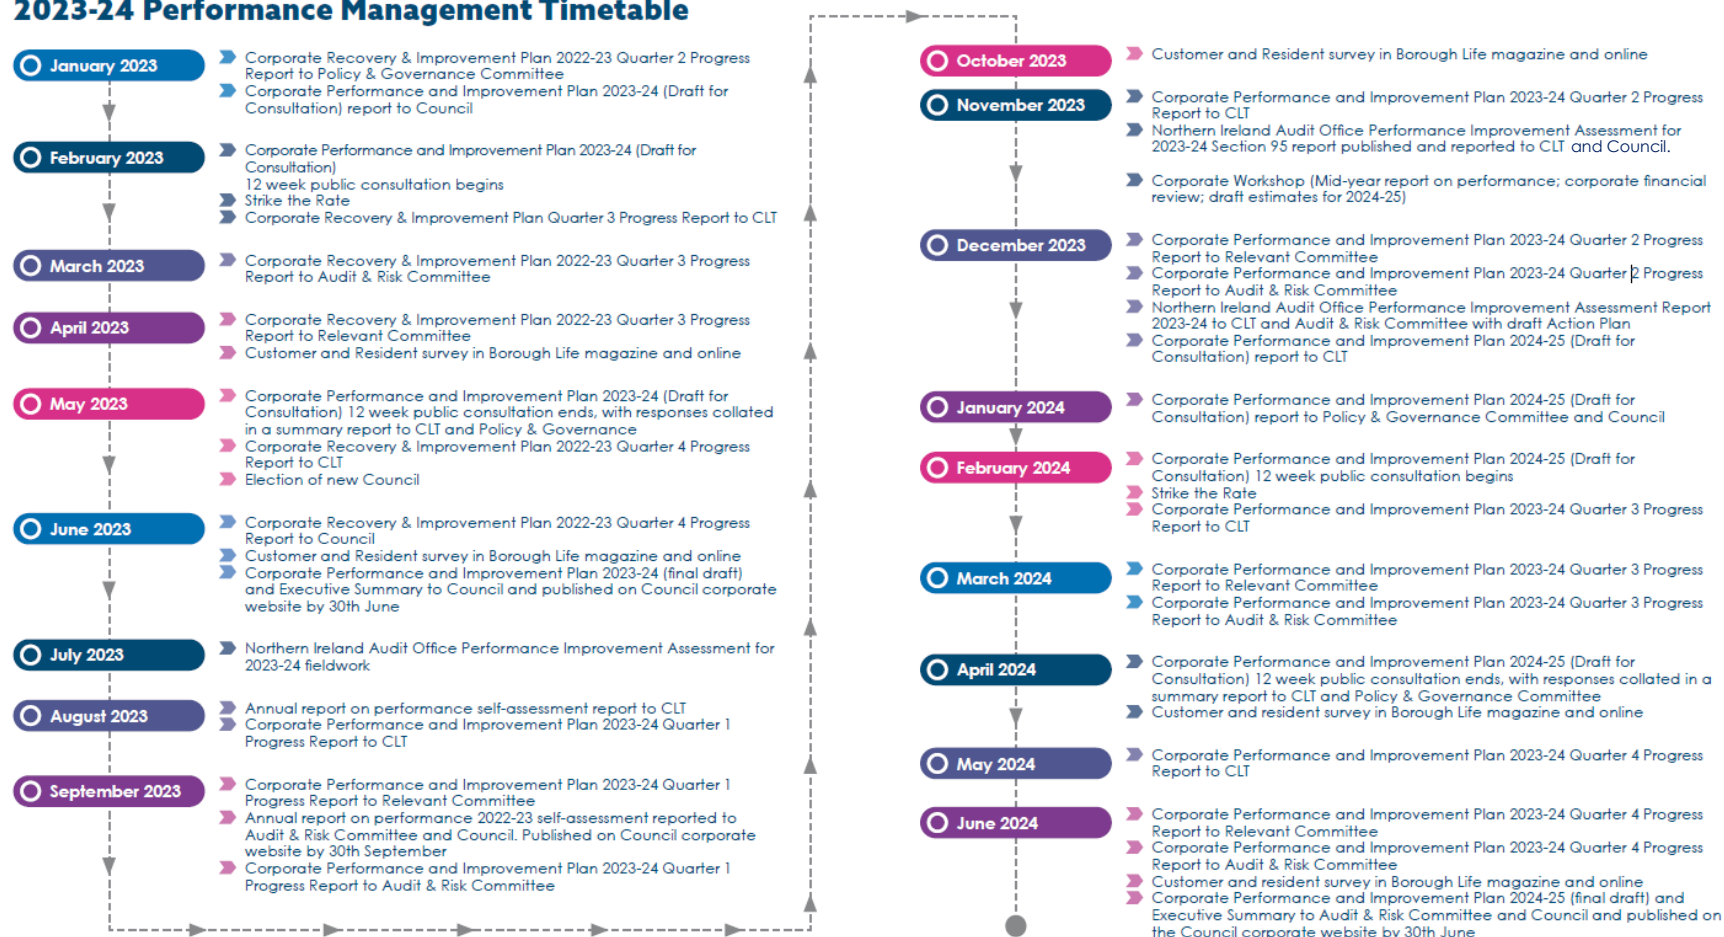 2023-24 Performance Management Timetable
January 2023
Corporate Recovery & Improvement Plan 2022-23 Quarter 2 Progress
Report to Policy & Governance Committee
Corporate Performance and Improvement Plan 2023-24 (Draft for
Consultation) report to Council
February 2023
Corporate Performance and Improvement Plan 2023-24 (Draft for
Consultation)
12 week public consultation begins
Strike the Rate
Corporate Recovery & Improvement Plan Quarter 3 Progress Report to CLT
March 2023
Corporate Recovery & Improvement Plan 2022-23 Quarter 3 Progress
Report to Audit & Risk Committee
April 2023
Corporate Recovery & Improvement Plan 2022-23 Quarter 3 Progress
Report to Relevant Committee
Customer and Resident survey in Borough Life magazine and online
May 2023
Corporate Performance and Improvement Plan 2023-24 (Draft for
Consultation) 12 week public consultation ends, with responses collated
in a summary report to CLT and Policy & Governance
Corporate Recovery & Improvement Plan 2022-23 Quarter 4 Progress
Report to CLT
Election of new Council
June 2023
Corporate Recovery & Improvement Plan 2022-23 Quarter 4 Progress
Report to Council
Customer and Resident survey in Borough Life magazine and online
Corporate Performance and Improvement Plan 2023-24 (final draft)
and Executive Summary to Council and published on Council corporate
website by 30th June
July 2023
Northern Ireland Audit Office Performance Improvement Assessment for
2023-24 fieldwork
August 2023
Annual report on performance self-assessment report to CLT
Corporate Performance and Improvement Plan 2023-24 Quarter 1
Progress Report to CLT
September 2023
Corporate Performance and Improvement Plan 2023-24 Quarter 1
Progress Report to Relevant Committee
Annual report on performance 2022-23 self-assessment reported to
Audit & Risk Committee and Council. Published on Council corporate
website by 30th September
Corporate Performance and Improvement Plan 2023-24 Quarter 1
Progress Report to Audit & Risk Committee
October 2023
Customer and Resident survey in Borough Life magazine and online
November 2023
Corporate Performance and Improvement Plan 2023-24 Quarter 2 Progress
Report to CLT
Northern Ireland Audit Office Performance Improvement Assessment for
2023-24 Section 95 report published and reported to CLT and Council.
Corporate Workshop (Mid-year report on performance; corporate financial
review; draft estimates for 2024-25)
December 2023
Corporate Performance and Improvement Plan 2023-24 Quarter 2 Progress
Report to Relevant Committee
Corporate Performance and Improvement Plan 2023-24 Quarter 2 Progress
Report to Audit & Risk Committee
Northern Ireland Audit Office Performance Improvement Assessment Report
2023-24 to CLT and Audit & Risk Committee with draft Action Plan
Corporate Performance and Improvement Plan 2024-25 (Draft for
Consultation) report to CLT
January 2024
Corporate Performance and Improvement Plan 2024-25 (Draft for
Consultation) report to Policy & Governance Committee and Council
February 2024
Corporate Performance and Improvement Plan 2024-25 (Draft for
Consultation) 12 week public consultation begins
Strike the Rate
Corporate Performance and Improvement Plan 2023-24 Quarter 3 Progress
Report to CLT
March 2024
Corporate Performance and Improvement Plan 2023-24 Quarter 3 Progress
Report to Relevant Committee
Corporate Performance and Improvement Plan 2023-24 Quarter 3 Progress
Report to Audit & Risk Committee
April 2024
Corporate Performance and Improvement Plan 2024-25 (Draft for
Consultation) 12 week public consultation ends, with responses collated in a
summary report to CLT and Policy & Governance Committee
Customer and resident survey in Borough Life magazine and online
May 2024
Corporate Performance and Improvement Plan 2023-24 Quarter 4 Progress
Report to CLT
June 2024
Corporate Performance and Improvement Plan 2023-24 Quarter 4 Progress
Report to Relevant Committee
Corporate Performance and Improvement Plan 2023-24 Quarter 4 Progress
Report to Audit & Risk Committee
Customer and resident survey in Borough Life magazine and online
Corporate Performance and Improvement Plan 2024-25 (final draft) and
Executive Summary to Audit & Risk Committee and Council and published on
the Council corporate website by 30th June